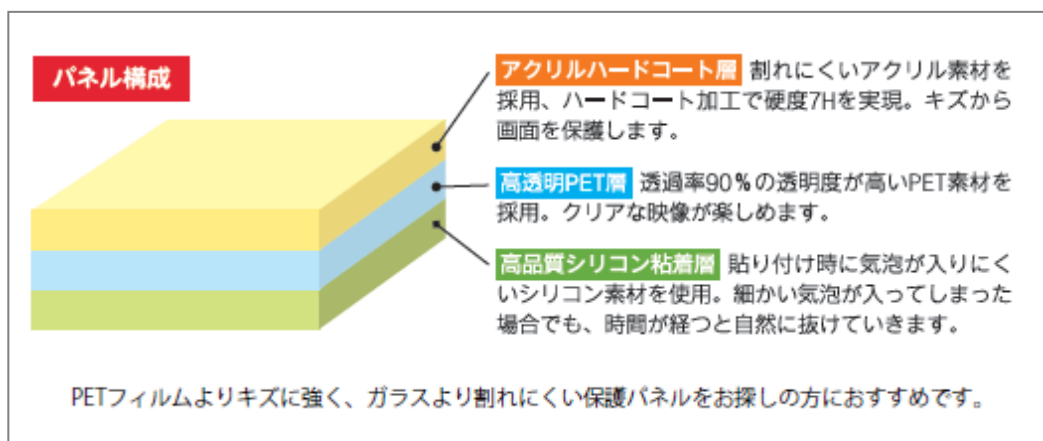 パネル構成
アクリルハードコート層 割れにくいアクリル素材を
採用、ハードコート加工で硬度7Hを実現。キズから
画面を保護します。
高透明PET層 透過率90%の透明度が高いPET素材を
採用。クリアな映像が楽しめます。
高品質シリコン粘着層 貼り付け時に気泡が入りにく
いシリコン素材を使用。細かい気泡が入ってしまった
場合でも、時間が経つと自然に抜けていきます。
PETフィルムよりキズに強く、ガラスより割れにくい保護パネルをお探しの方におすすめです。